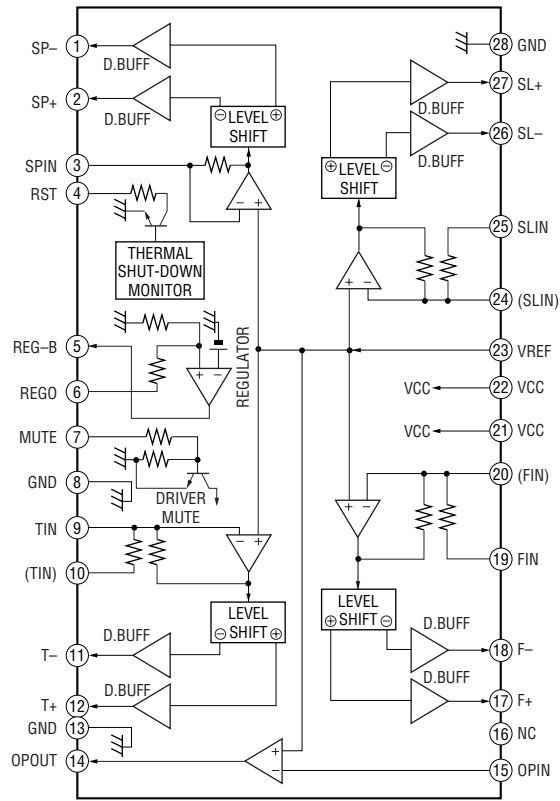 SP–
1
D.BUFF
SP+
2
D.BUFF
⊖ LEVEL ⊕
SHIFT
SPIN
3
RST
4
– +
THERMAL
SHUT-DOWN
MONITOR
REG–B
5
REGO
6
+ –
REGULATOR
MUTE
7
GND
8
DRIVER
MUTE
TIN
9
– +
(TIN)
10
LEVEL
⊖ SHIFT ⊕
T–
11
D.BUFF
T+
12
D.BUFF
GND
13
OPOUT
14
+
–
28
GND
27
SL+
D.BUFF
26
SL–
D.BUFF
⊕ LEVEL ⊖
SHIFT
25
SLIN
+ –
24
(SLIN)
23
VREF
VCC
22
VCC
VCC
21
VCC
20
(FIN)
+ –
19
FIN
LEVEL
⊕ SHIFT ⊖
D.BUFF
18
F–
D.BUFF
17
F+
16
NC
15
OPIN